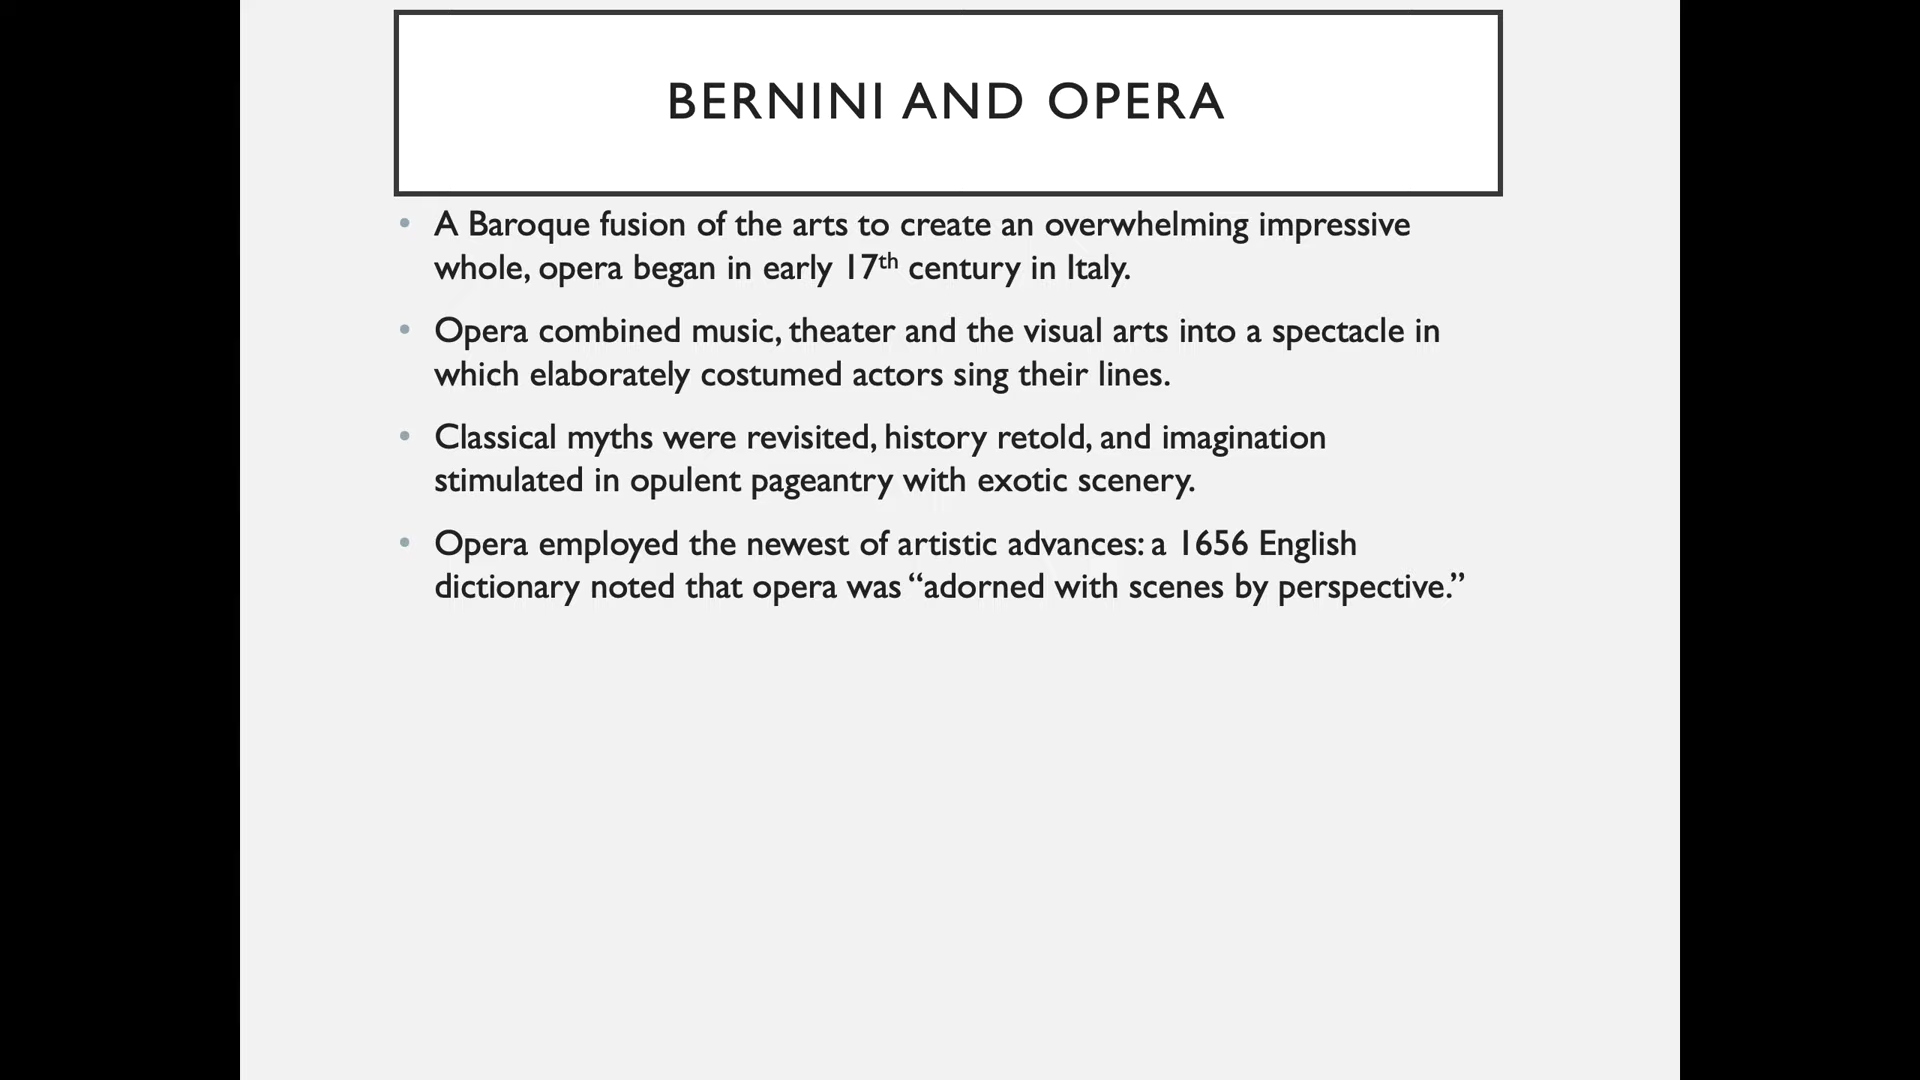 BERNINI AND OPERA
• A Baroque fusion of the arts to create an overwhelming impressive
whole, opera began in early 17th century in Italy.
• Opera combined music, theater and the visual arts into a spectacle in
which elaborately costumed actors sing their lines.
• Classical myths were revisited, history retold, and imagination
stimulated in opulent pageantry with exotic scenery.
• Opera employed the newest of artistic advances: a 1656 English
dictionary noted that opera was “adorned with scenes by perspective.”